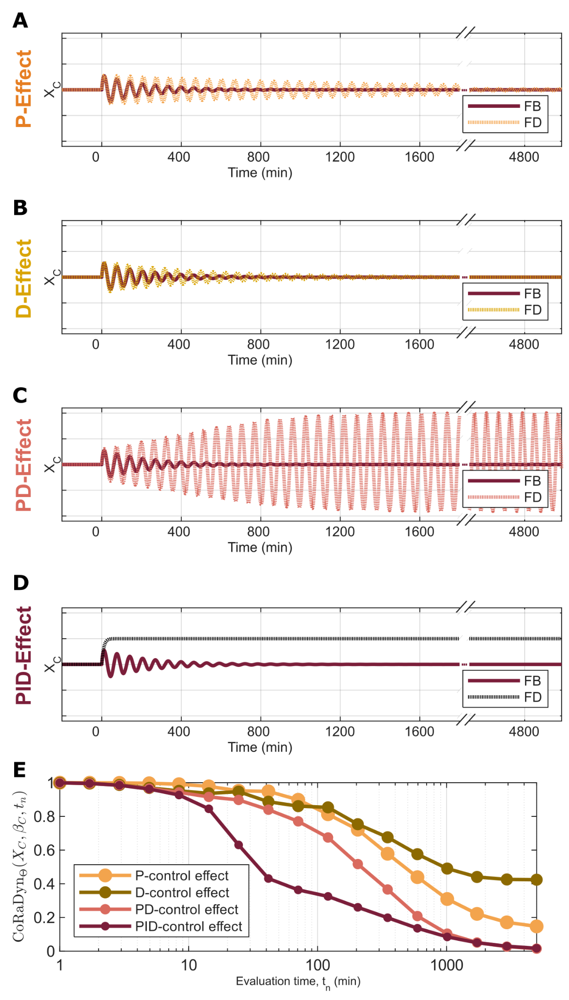 A
P-Effect
X_C
FB
FD
0 400 800 1200 1600 4800
Time (min)
B
D-Effect
X_C
FB
FD
0 400 800 1200 1600 4800
Time (min)
C
PD-Effect
X_C
FB
FD
0 400 800 1200 1600 4800
Time (min)
D
PID-Effect
X_C
FB
FD
0 400 800 1200 1600 4800
Time (min)
E
CoRaDyn_Θ(X_C, β_C, t_n)
1
0.8
0.6
0.4
0.2
0
P-control effect
D-control effect
PD-control effect
PID-control effect
1 10 100 1000
Evaluation time, t_n (min)